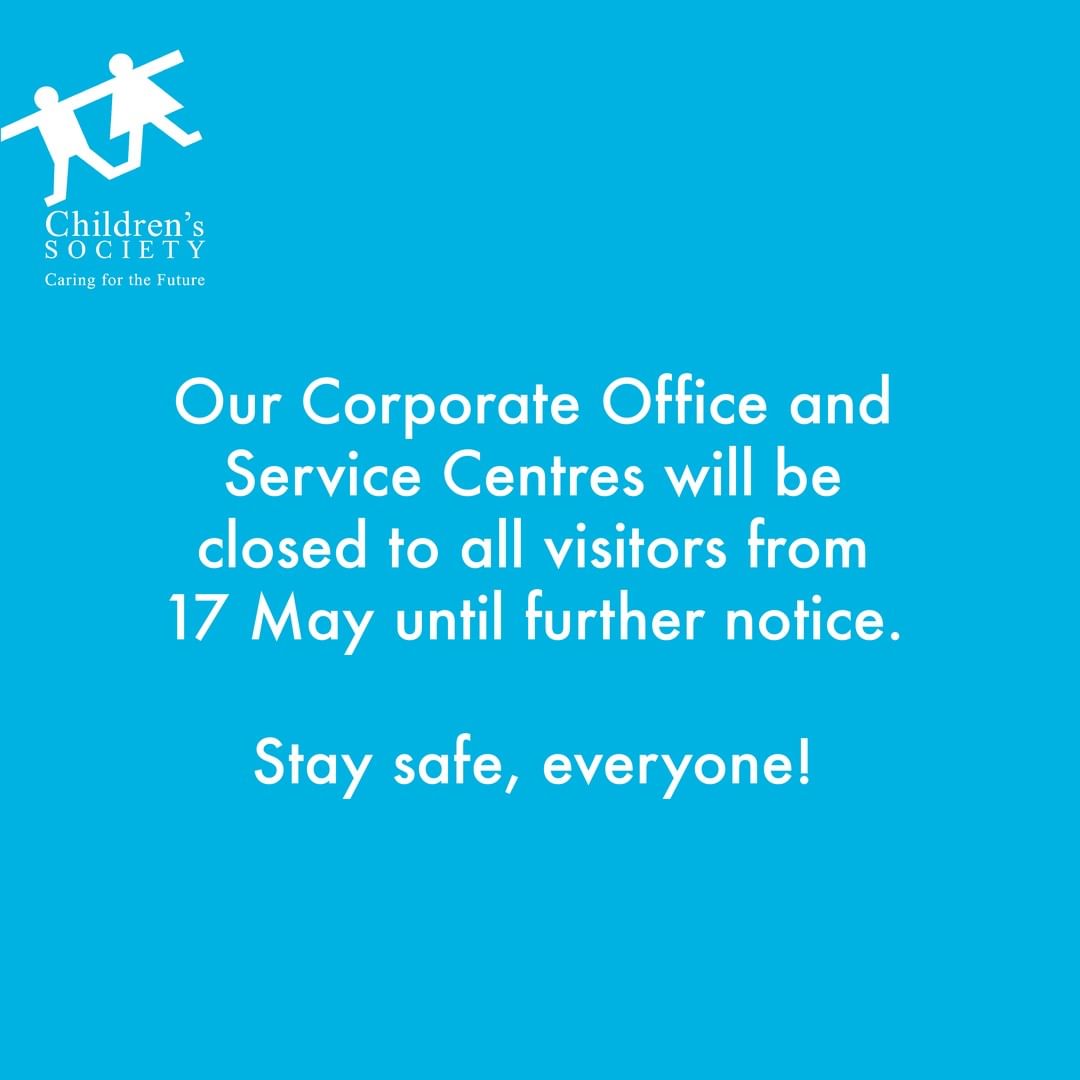 Children's
SOCIETY
Caring for the Future
Our Corporate Office and
Service Centres will be
closed to all visitors from
17 May until further notice.
Stay safe, everyone!